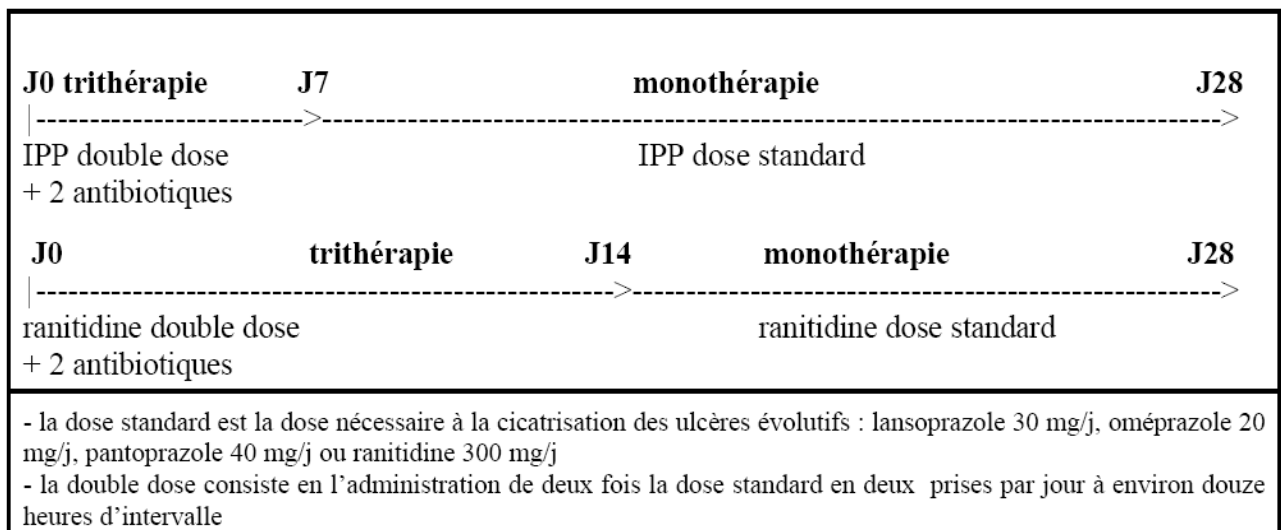 J0 trithérapie J7 monothérapie J28
|------------------------>------------------------------------------------------------------------------------>
IPP double dose IPP dose standard
+ 2 antibiotiques
J0 trithérapie J14 monothérapie J28
|------------------------------------------------------>------------------------------------------------------>
ranitidine double dose ranitidine dose standard
+ 2 antibiotiques
- la dose standard est la dose nécessaire à la cicatrisation des ulcères évolutifs : lansoprazole 30 mg/j, oméprazole 20
mg/j, pantoprazole 40 mg/j ou ranitidine 300 mg/j
- la double dose consiste en l’administration de deux fois la dose standard en deux prises par jour à environ douze
heures d’intervalle